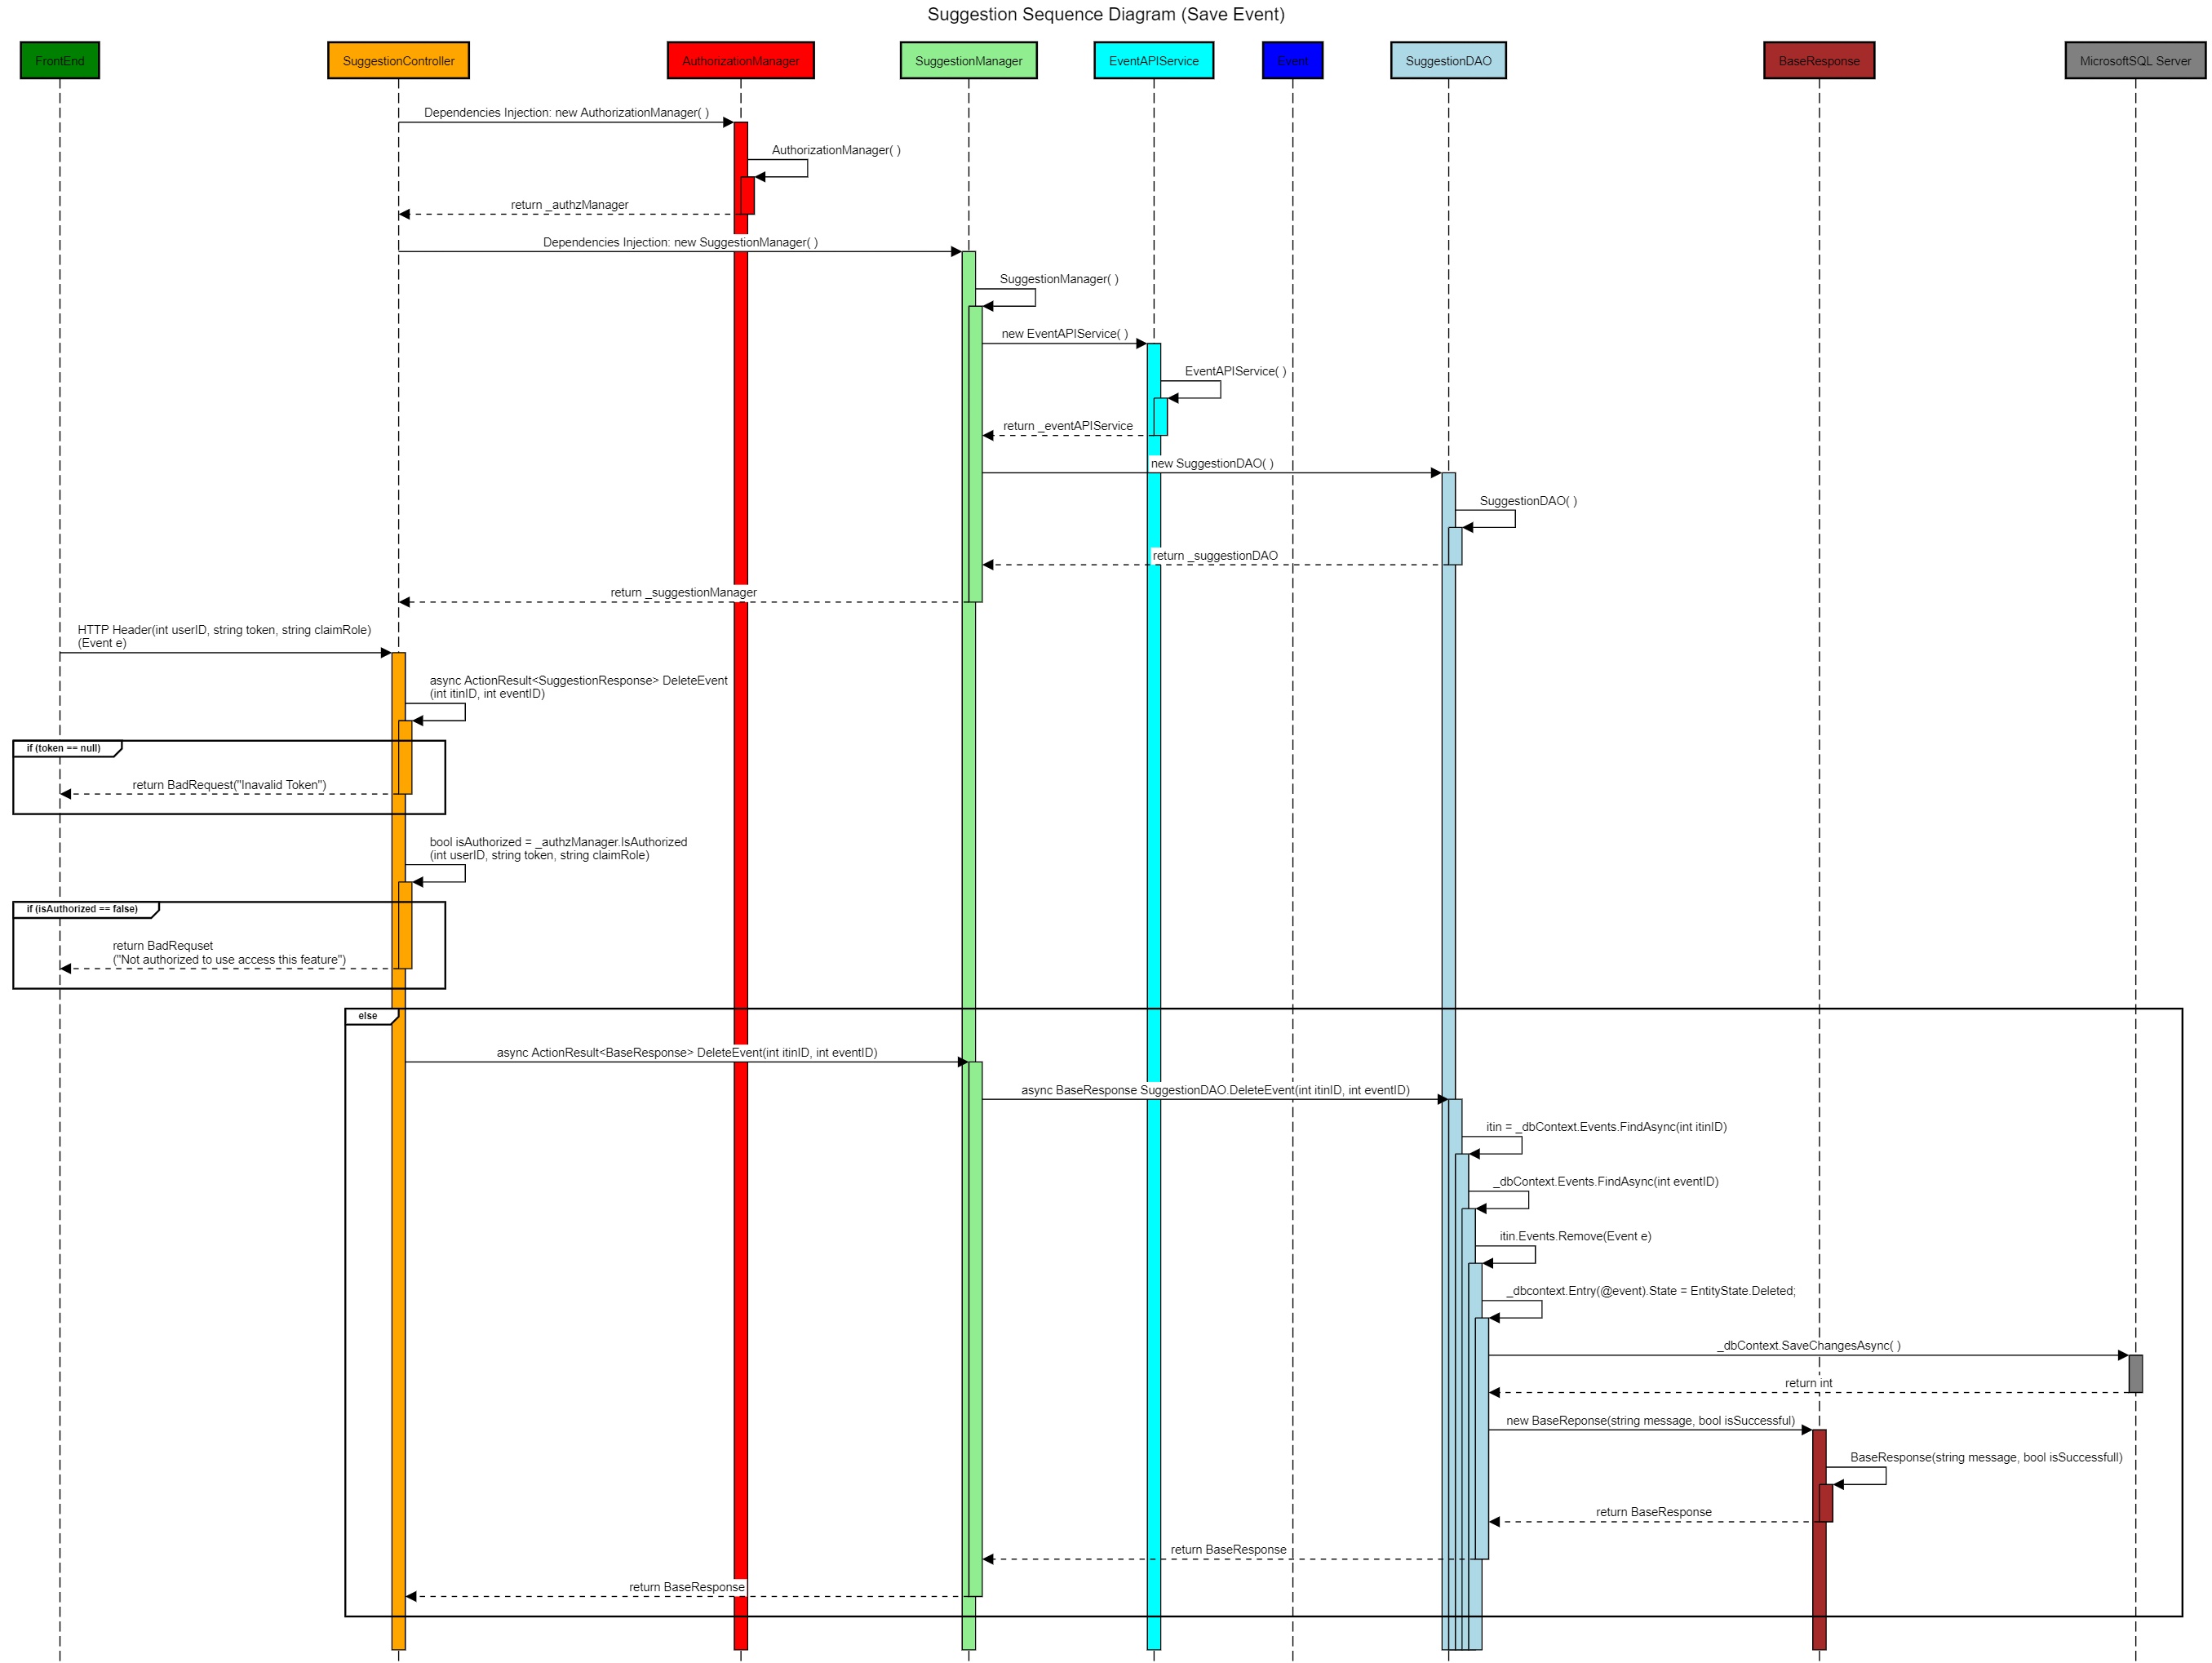 Suggestion Sequence Diagram (Save Event)
FrontEnd
SuggestionController
AuthorizationManager
SuggestionManager
EventAPIService
Event
SuggestionDAO
BaseResponse
MicrosoftSQL Server
Dependencies Injection: new AuthorizationManager( )
AuthorizationManager( )
return _authzManager
Dependencies Injection: new SuggestionManager( )
SuggestionManager( )
new EventAPIService( )
EventAPIService( )
return _eventAPIService
new SuggestionDAO( )
SuggestionDAO( )
return _suggestionDAO
return _suggestionManager
HTTP Header(int userID, string token, string claimRole)
(Event e)
async ActionResult<SuggestionResponse> DeleteEvent
(int itinID, int eventID)
if (token == null)
return BadRequest("Inavalid Token")
bool isAuthorized = _authzManager.IsAuthorized
(int userID, string token, string claimRole)
if (isAuthorized == false)
return BadRequset
("Not authorized to use access this feature")
else
async ActionResult<BaseResponse> DeleteEvent(int itinID, int eventID)
async BaseResponse SuggestionDAO.DeleteEvent(int itinID, int eventID)
itin = _dbContext.Events.FindAsync(int itinID)
_dbContext.Events.FindAsync(int eventID)
itin.Events.Remove(Event e)
_dbcontext.Entry(@event).State = EntityState.Deleted;
_dbContext.SaveChangesAsync( )
return int
new BaseReponse(string message, bool isSuccessful)
BaseResponse(string message, bool isSuccessfull)
return BaseResponse
return BaseResponse
return BaseResponse